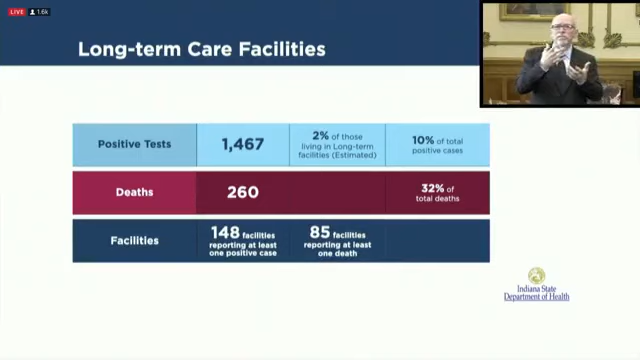 LIVE 1.6k
Long-term Care Facilities
Positive Tests
1,467
2% of those
living in Long-term
facilities (Estimated)
10% of total
positive cases
Deaths
260
32% of
total deaths
Facilities
148 facilities
reporting at least
one positive case
85 facilities
reporting at least
one death
Indiana State
Department of Health